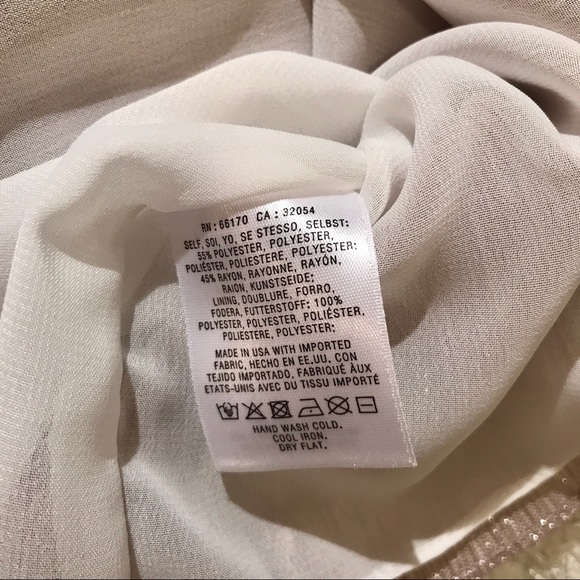 RN: 66170 CA: 32054
SELF, SOI, YO, SE STESSO, SELBST:
55% POLYESTER, POLYESTER,
POLIÉSTER, POLIESTERE, POLYESTER:
45% RAYON, RAYONNE, RAYÓN,
RAION, KUNSTSEIDE:
LINING, DOUBLURE, FORRO,
FODERA, FUTTERSTOFF: 100%
POLYESTER, POLYESTER, POLIÉSTER,
POLIESTERE, POLYESTER:
MADE IN USA WITH IMPORTED
FABRIC, HECHO EN EE.UU. CON
TEJIDO IMPORTADO. FABRIQUÉ ÀUX
ETATS-UNIS AVEC DU TISSU IMPORTÉ
HAND WASH COLD.
COOL IRON.
DRY FLAT.